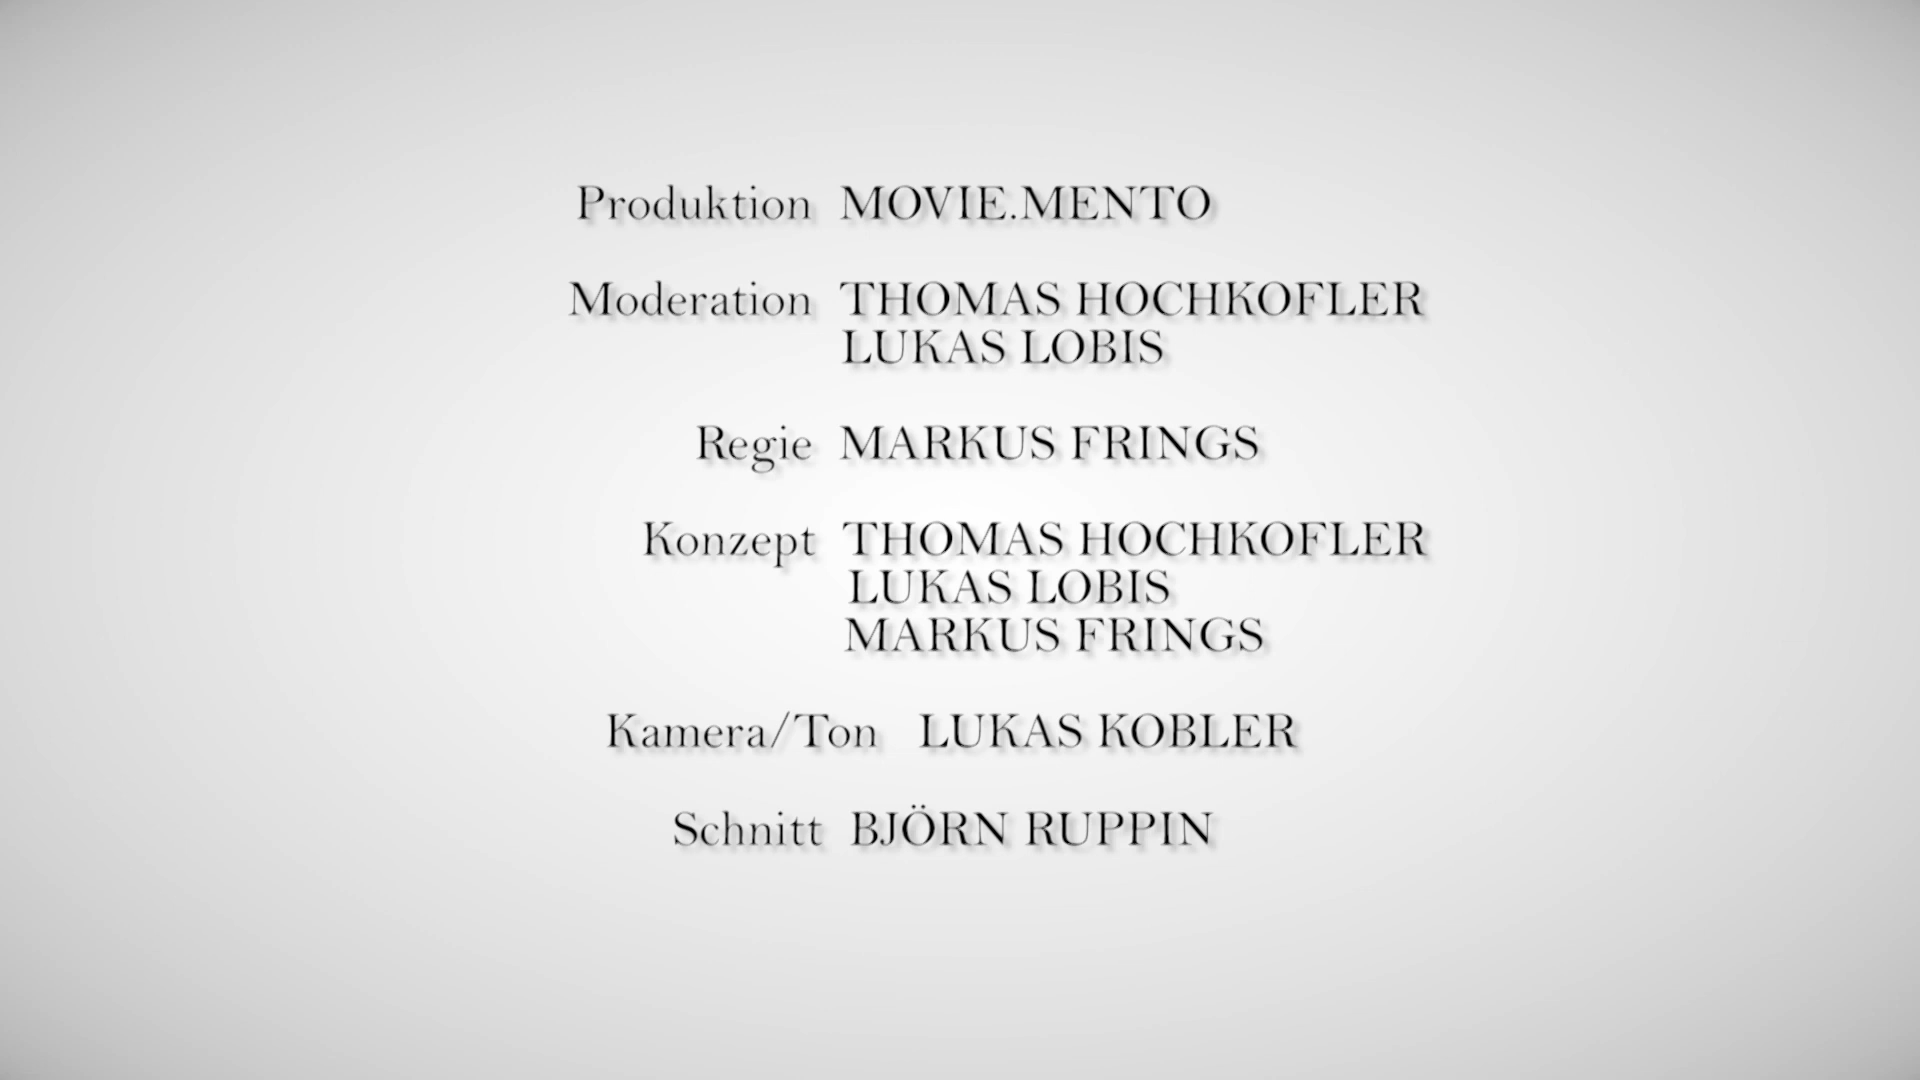 Produktion MOVIE.MENTO
Moderation THOMAS HOCHKOFLER
LUKAS LOBIS
Regie MARKUS FRINGS
Konzept THOMAS HOCHKOFLER
LUKAS LOBIS
MARKUS FRINGS
Kamera/Ton LUKAS KOBLER
Schnitt BJÖRN RUPPIN